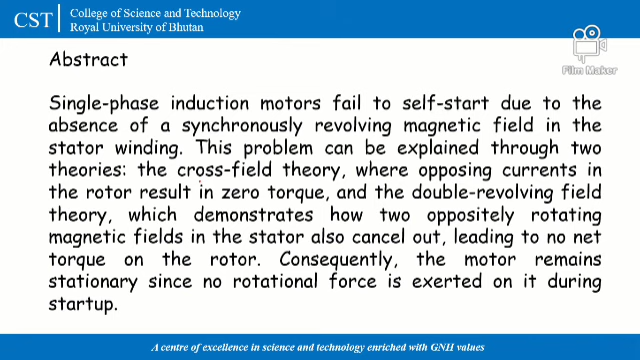 CST
College of Science and Technology
Royal University of Bhutan
Film Maker
Abstract
Single-phase induction motors fail to self-start due to the
absence of a synchronously revolving magnetic field in the
stator winding. This problem can be explained through two
theories: the cross-field theory, where opposing currents in
the rotor result in zero torque, and the double-revolving field
theory, which demonstrates how two oppositely rotating
magnetic fields in the stator also cancel out, leading to no net
torque on the rotor. Consequently, the motor remains
stationary since no rotational force is exerted on it during
startup.
A centre of excellence in science and technology enriched with GNH values